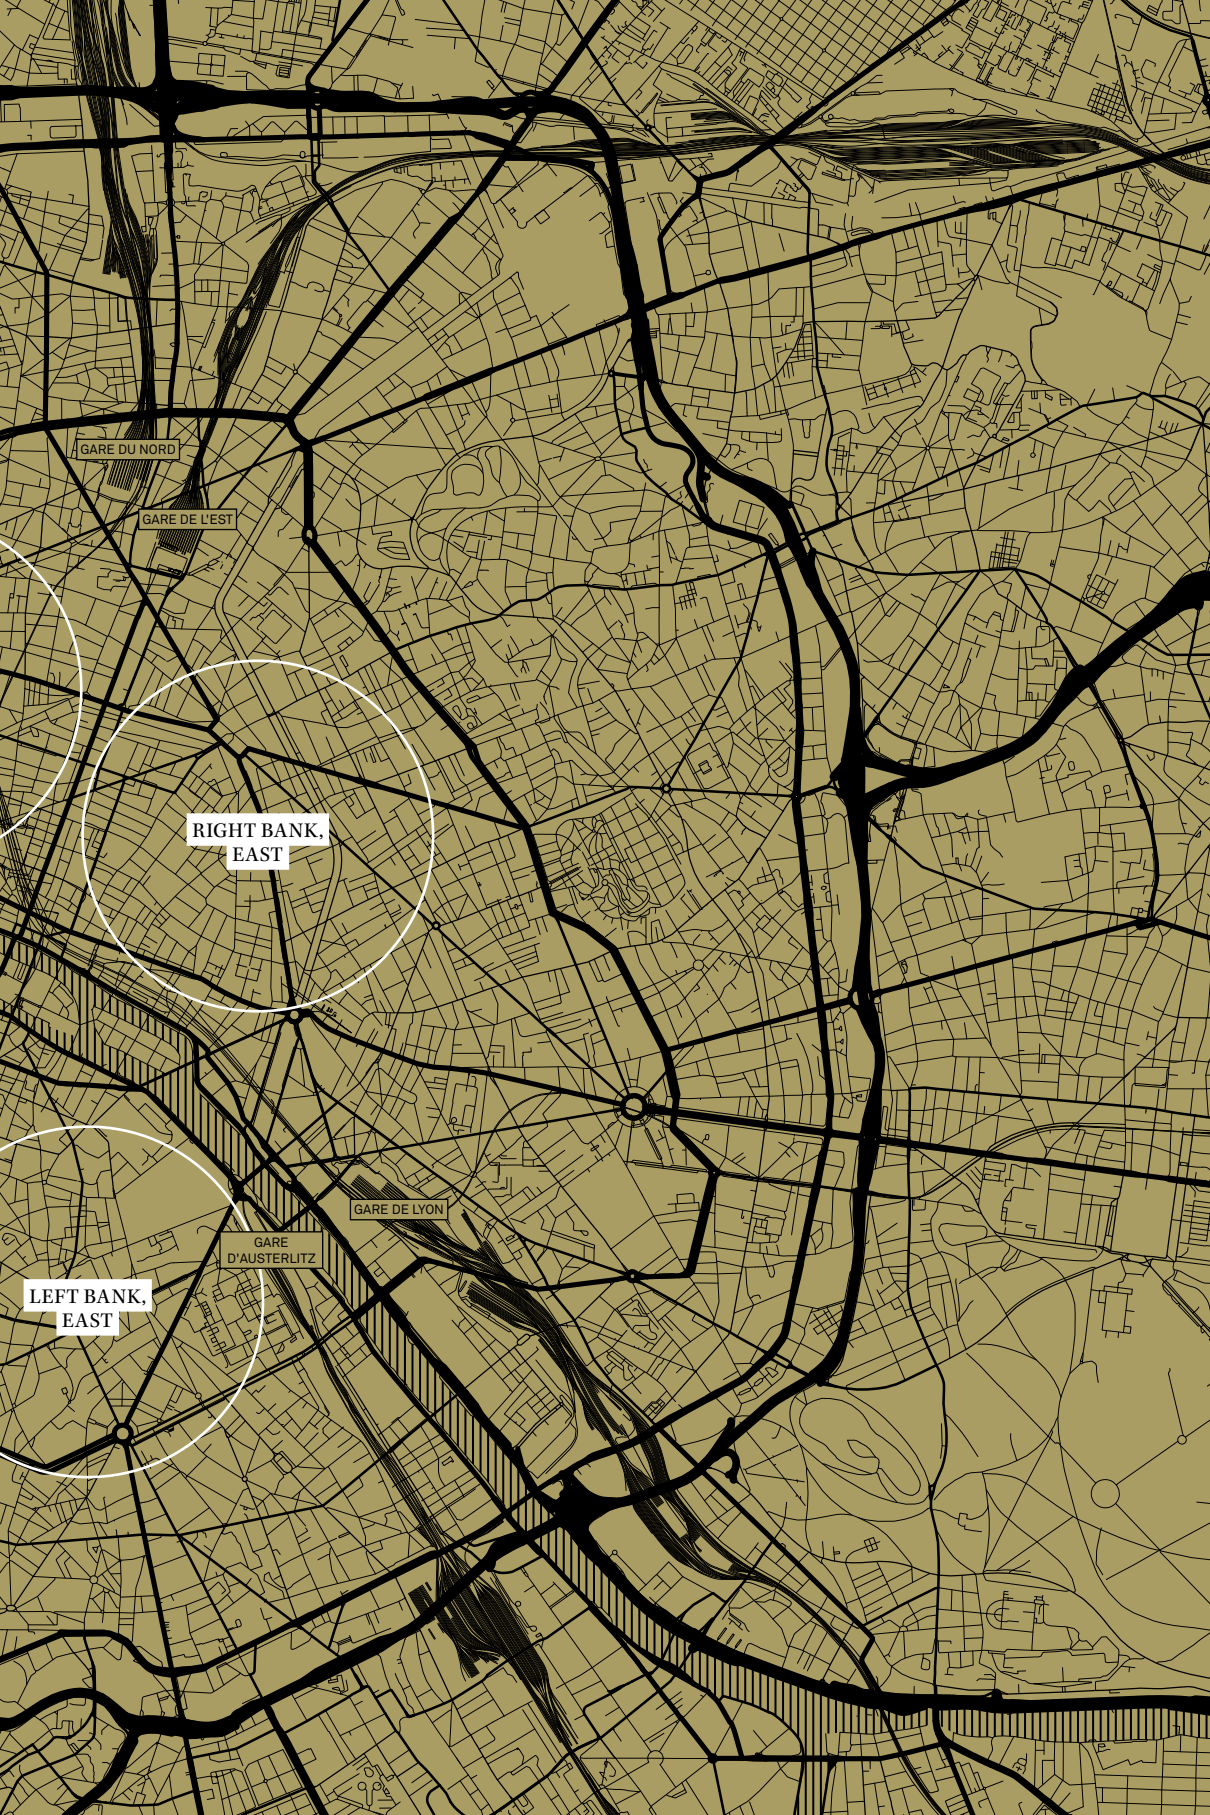 GARE DU NORD
GARE DE L'EST
RIGHT BANK,
EAST
GARE DE LYON
GARE
D'AUSTERLITZ
LEFT BANK,
EAST